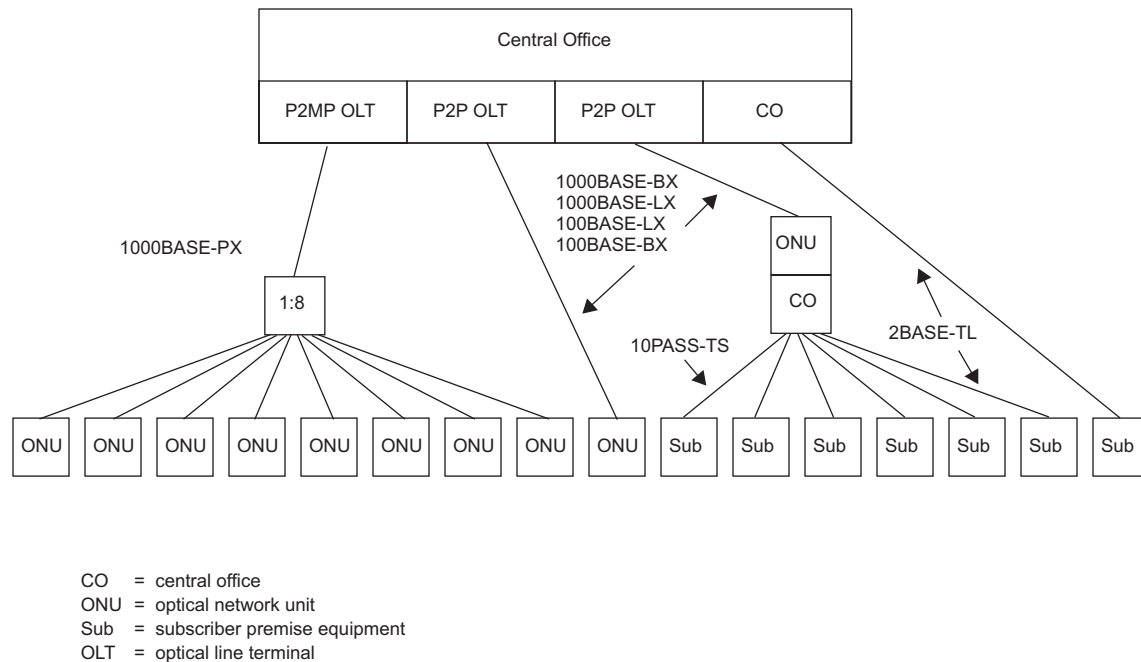 Central Office
P2MP OLT
P2P OLT
P2P OLT
CO
1000BASE-BX
1000BASE-LX
100BASE-LX
100BASE-BX
1000BASE-PX
ONU
1:8
CO
10PASS-TS
2BASE-TL
ONU
ONU
ONU
ONU
ONU
ONU
ONU
ONU
ONU
Sub
Sub
Sub
Sub
Sub
Sub
Sub
CO = central office
ONU = optical network unit
Sub = subscriber premise equipment
OLT = optical line terminal